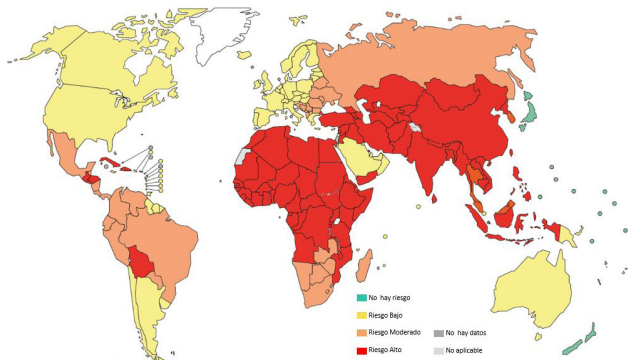 No hay riesgo
Riesgo Bajo
Riesgo Moderado
Riesgo Alto
No hay datos
No aplicable